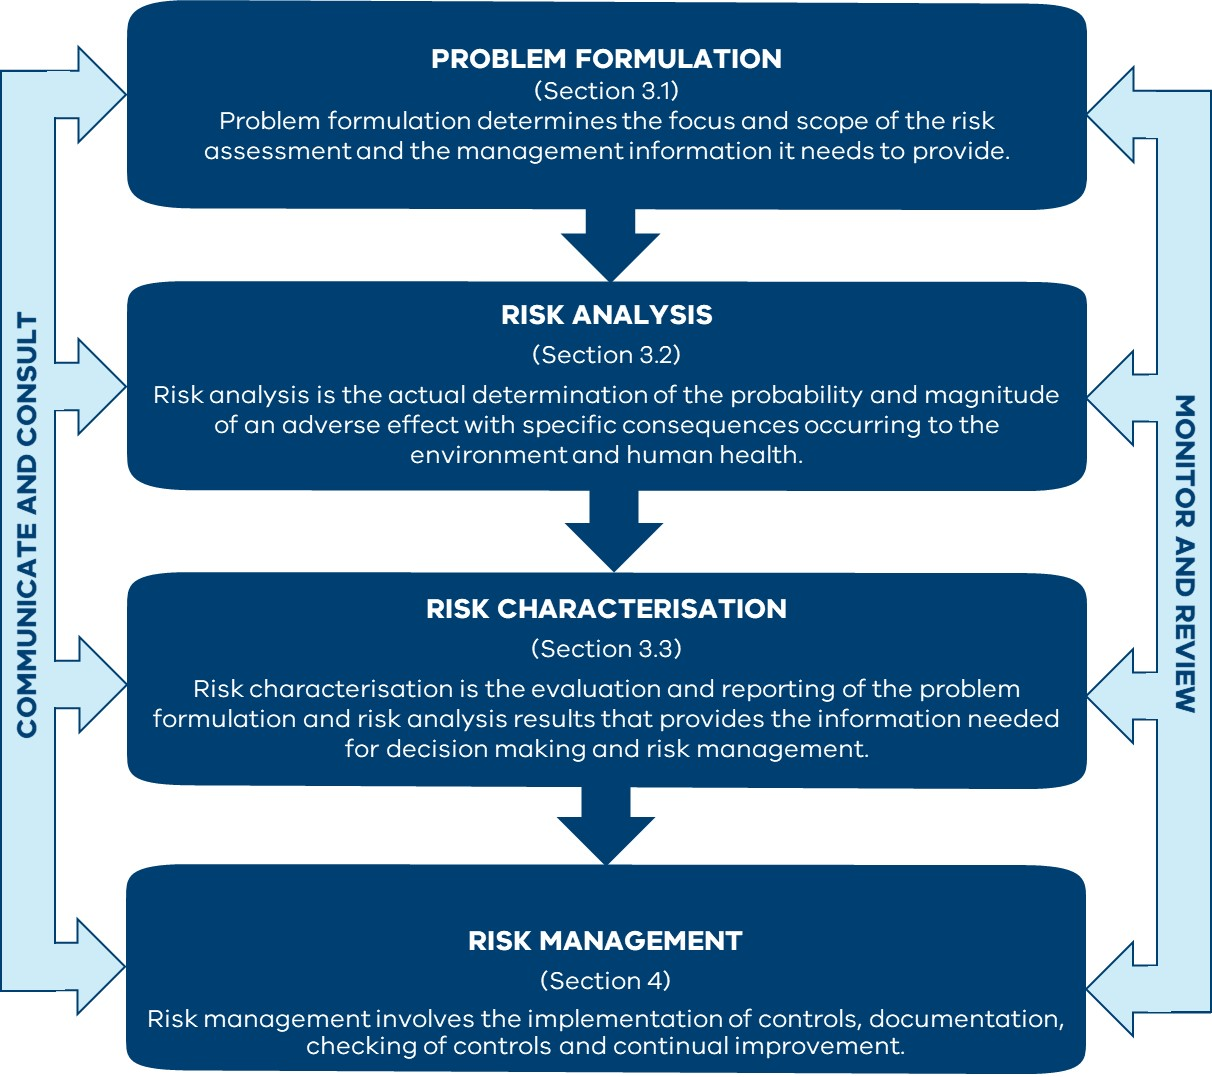 PROBLEM FORMULATION
(Section 3.1)
Problem formulation determines the focus and scope of the risk
assessment and the management information it needs to provide.
RISK ANALYSIS
(Section 3.2)
Risk analysis is the actual determination of the probability and magnitude
of an adverse effect with specific consequences occurring to the
environment and human health.
RISK CHARACTERISATION
(Section 3.3)
Risk characterisation is the evaluation and reporting of the problem
formulation and risk analysis results that provides the information needed
for decision making and risk management.
RISK MANAGEMENT
(Section 4)
Risk management involves the implementation of controls, documentation,
checking of controls and continual improvement.
COMMUNICATE AND CONSULT
MONITOR AND REVIEW